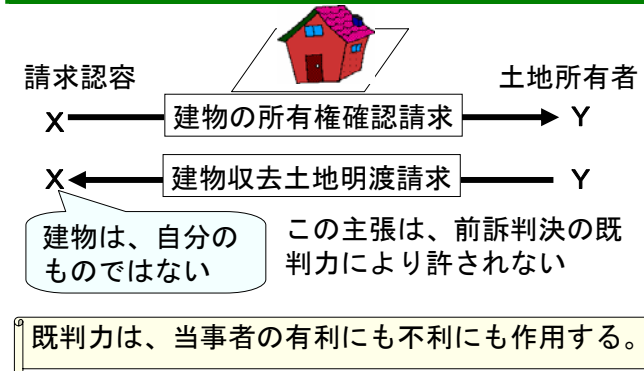 請求認容
土地所有者
X 建物の所有権確認請求 Y
X 建物収去土地明渡請求 Y
建物は、自分の
ものではない
この主張は、前訴判決の既
判力により許されない
既判力は、当事者の有利にも不利にも作用する。